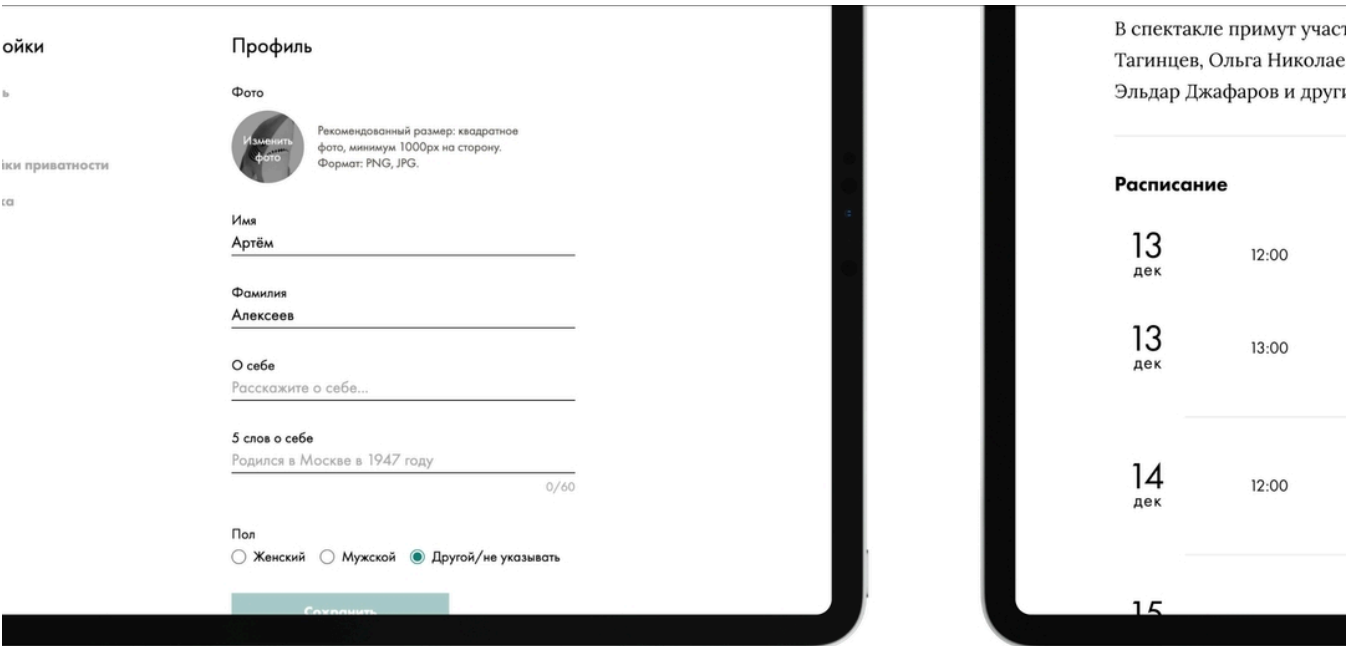 ойки
ь
йки приватности
ка
Профиль
Фото
Изменить
фото
Рекомендованный размер: квадратное
фото, минимум 1000px на сторону.
Формат: PNG, JPG.
Имя
Артём
Фамилия
Алексеев
О себе
Расскажите о себе...
5 слов о себе
Родился в Москве в 1947 году
0/60
Пол
Женский Мужской Другой/не указывать
Сохранить
В спектакле примут участ
Тагинцев, Ольга Николае
Эльдар Джафаров и други
Расписание
13
дек
12:00
13
дек
13:00
14
дек
12:00
15